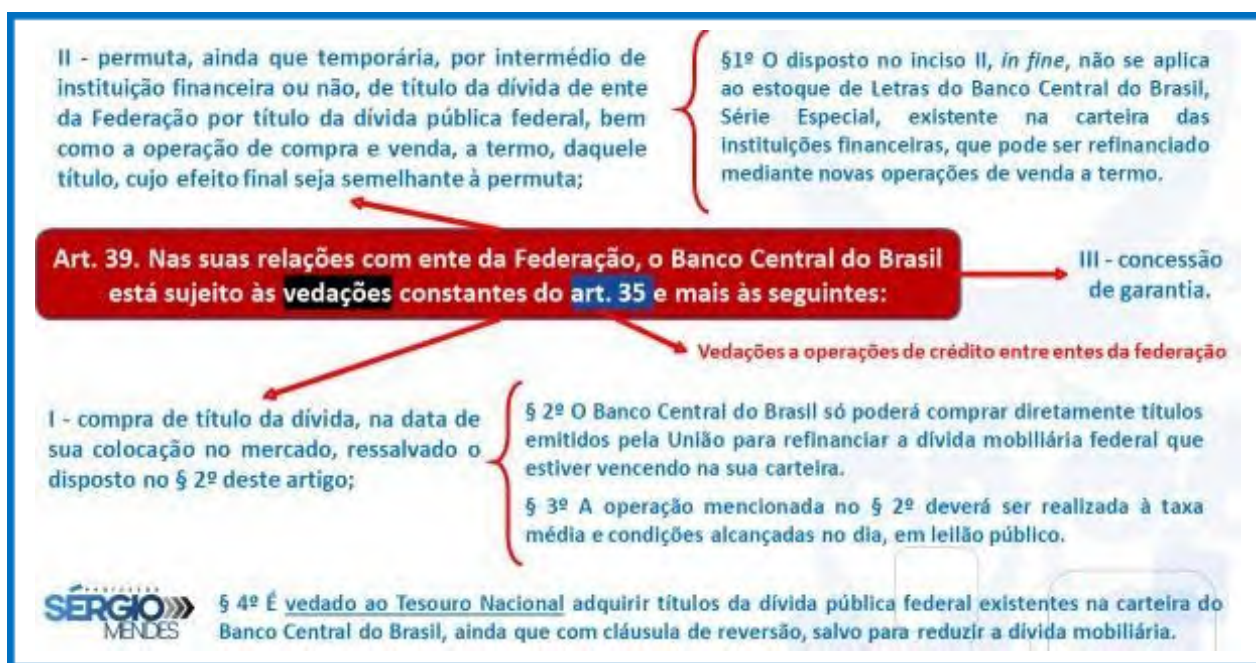 II - permuta, ainda que temporária, por intermédio de
instituição financeira ou não, de título da dívida de ente
da Federação por título da dívida pública federal, bem
como a operação de compra e venda, a termo, daquele
título, cujo efeito final seja semelhante à permuta;
§1º O disposto no inciso II, in fine, não se aplica
ao estoque de Letras do Banco Central do Brasil,
Série Especial, existente na carteira das
instituições financeiras, que pode ser refinanciado
mediante novas operações de venda a termo.
Art. 39. Nas suas relações com ente da Federação, o Banco Central do Brasil
está sujeito às vedações constantes do art. 35 e mais às seguintes:
III - concessão
de garantia.
Vedações a operações de crédito entre entes da federação
I - compra de título da dívida, na data de
sua colocação no mercado, ressalvado o
disposto no § 2º deste artigo;
§ 2º O Banco Central do Brasil só poderá comprar diretamente títulos
emitidos pela União para refinanciar a dívida mobiliária federal que
estiver vencendo na sua carteira.
§ 3º A operação mencionada no § 2º deverá ser realizada à taxa
média e condições alcançadas no dia, em leilão público.
PROFESSOR
SÉRGIO
MENDES
§ 4º É vedado ao Tesouro Nacional adquirir títulos da dívida pública federal existentes na carteira do
Banco Central do Brasil, ainda que com cláusula de reversão, salvo para reduzir a dívida mobiliária.